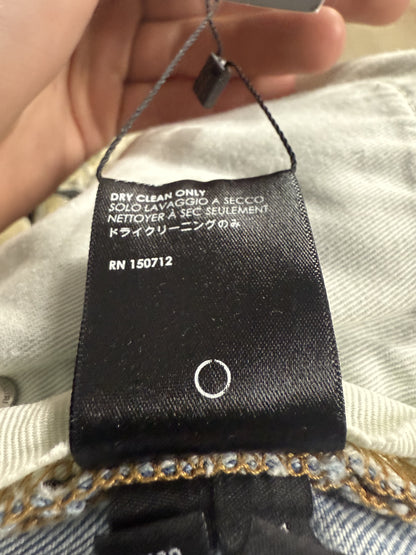 DRY CLEAN ONLY
SOLO LAVAGGIO A SECCO
NETTOYER À SEC SEULEMENT
ドライクリーニングのみ
RN 150712